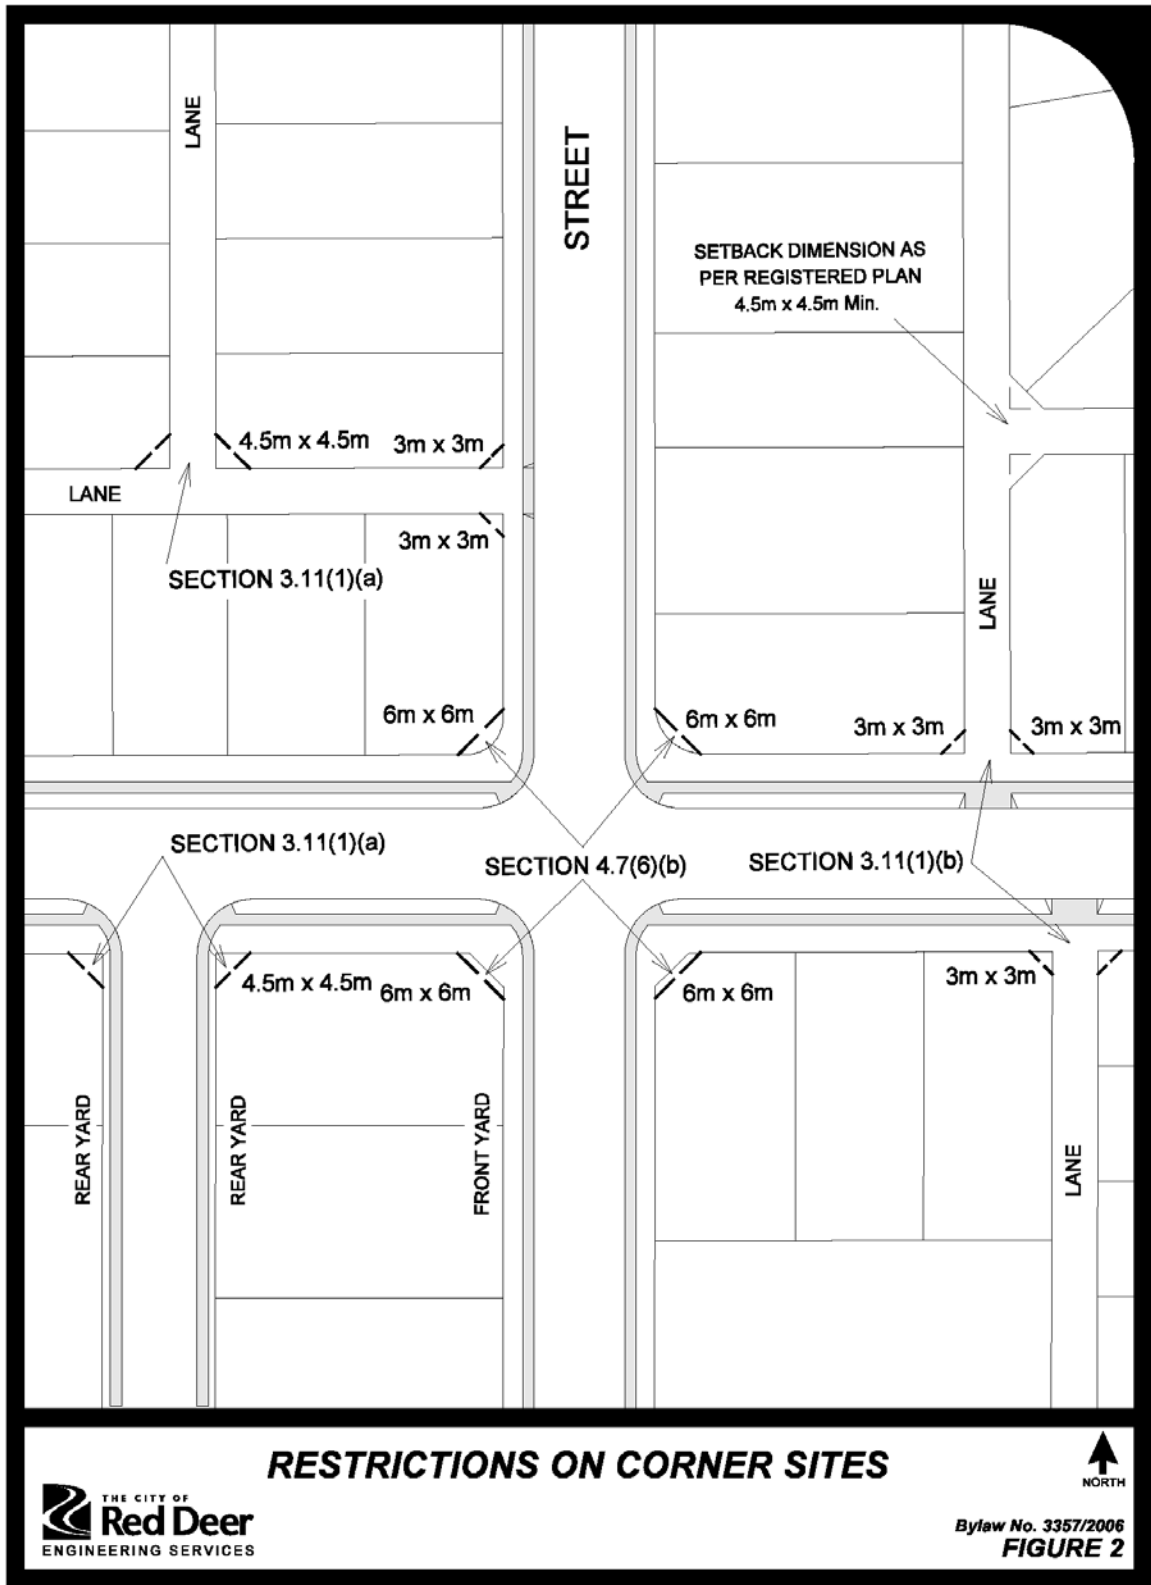 LANE
STREET
SETBACK DIMENSION AS
PER REGISTERED PLAN
4.5m x 4.5m Min.
4.5m x 4.5m
3m x 3m
LANE
3m x 3m
SECTION 3.11(1)(a)
LANE
6m x 6m
6m x 6m
3m x 3m
3m x 3m
SECTION 3.11(1)(a)
SECTION 4.7(6)(b)
SECTION 3.11(1)(b)
4.5m x 4.5m
6m x 6m
6m x 6m
3m x 3m
REAR YARD
REAR YARD
FRONT YARD
LANE
RESTRICTIONS ON CORNER SITES
NORTH
THE CITY OF
Red Deer
ENGINEERING SERVICES
Bylaw No. 3357/2006
FIGURE 2